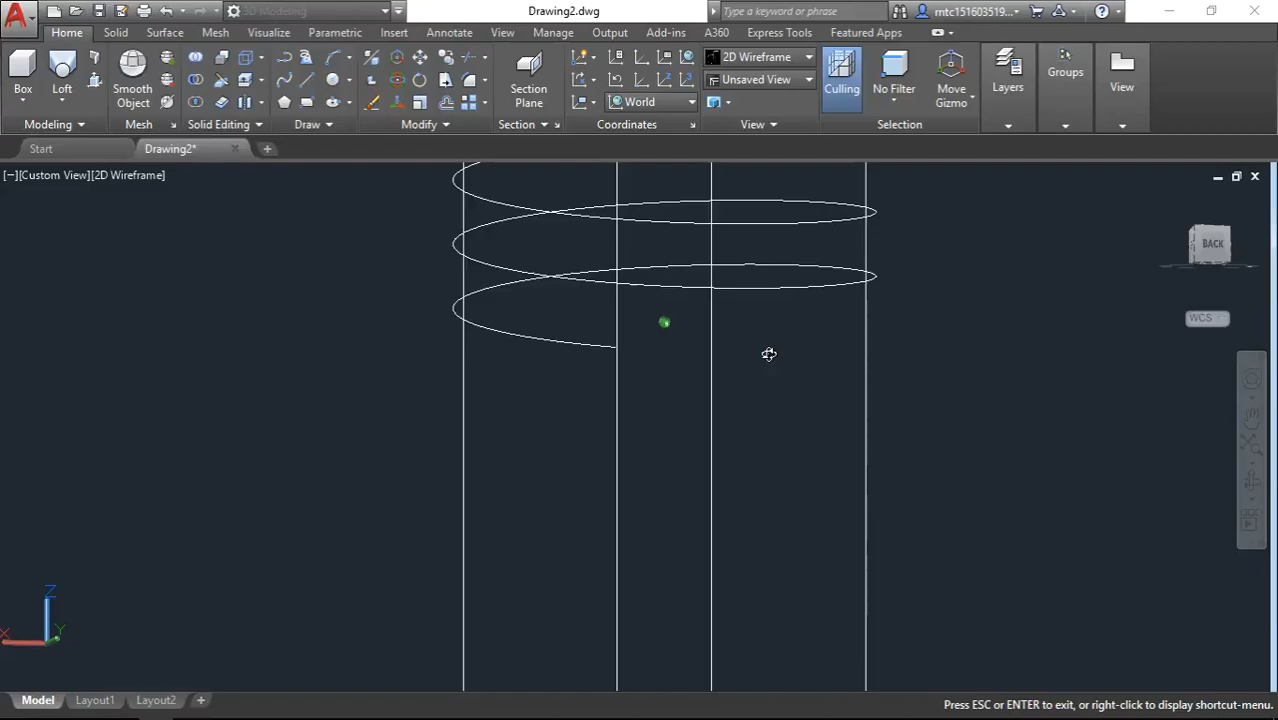 3D Modeling
Drawing2.dwg
Type a keyword or phrase
rmtc151603519...
Home Solid Surface Mesh Visualize Parametric Insert Annotate View Manage Output Add-ins A360 Express Tools Featured Apps
Box
Loft
Smooth Object
Section Plane
World
2D Wireframe
Unsaved View
Culling
No Filter
Move Gizmo
Layers
Groups
View
Modeling
Mesh
Solid Editing
Draw
Modify
Section
Coordinates
View
Selection
Start
Drawing2*
[−][Custom View][2D Wireframe]
BACK
WCS
Z
X
Y
Model
Layout1
Layout2
Press ESC or ENTER to exit, or right-click to display shortcut-menu.